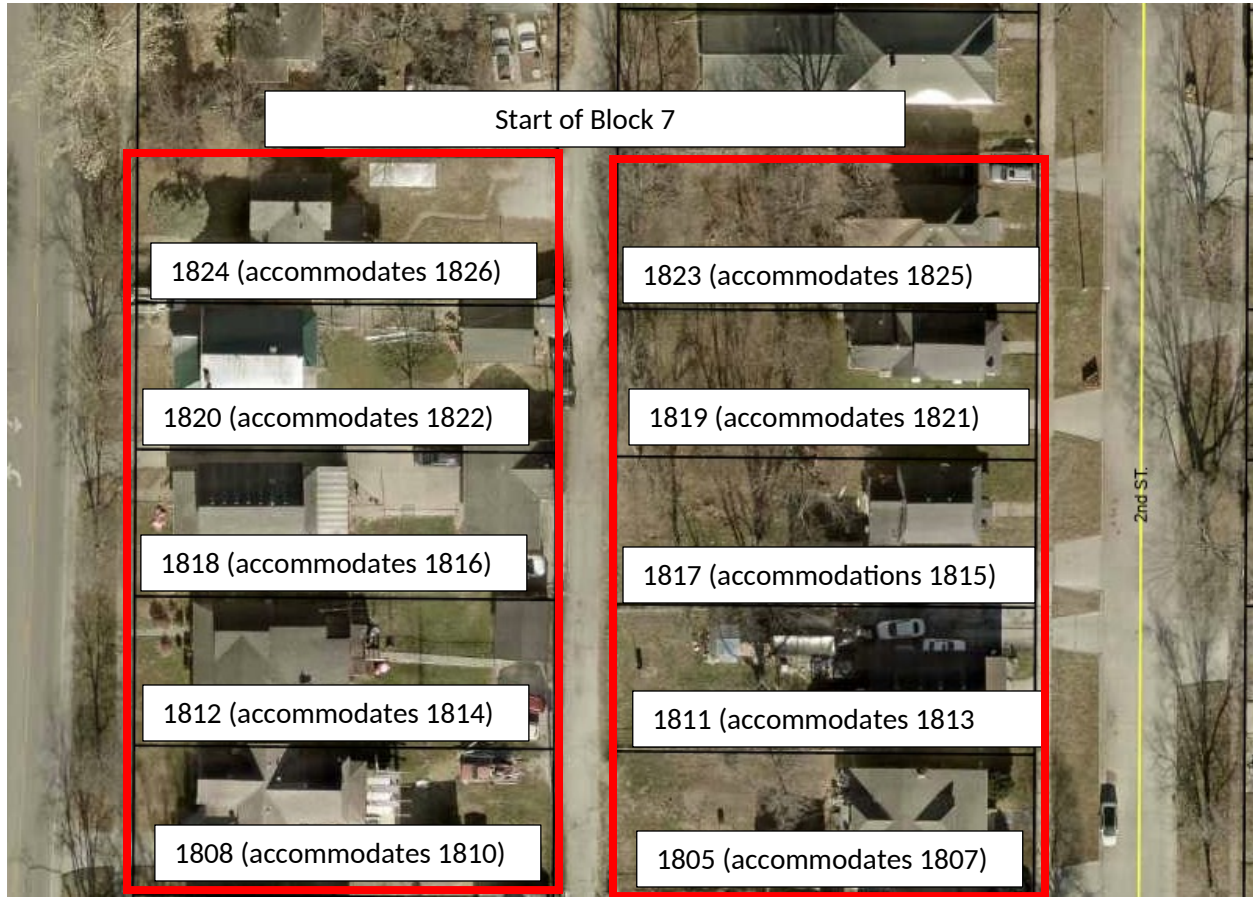 Start of Block 7
1824 (accommodates 1826)
1823 (accommodates 1825)
1820 (accommodates 1822)
1819 (accommodates 1821)
1818 (accommodates 1816)
1817 (accommodations 1815)
1812 (accommodates 1814)
1811 (accommodates 1813
1808 (accommodates 1810)
1805 (accommodates 1807)
2nd ST.